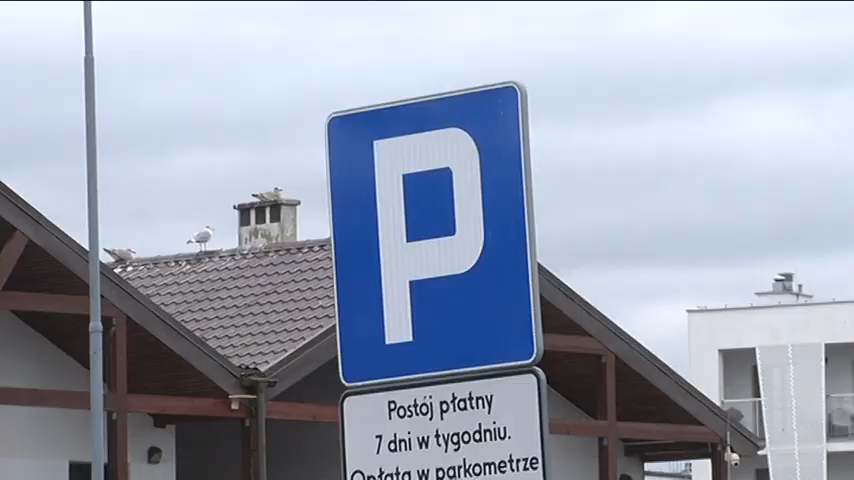 P
Postój płatny
7 dni w tygodniu.
Opłata w parkometrze